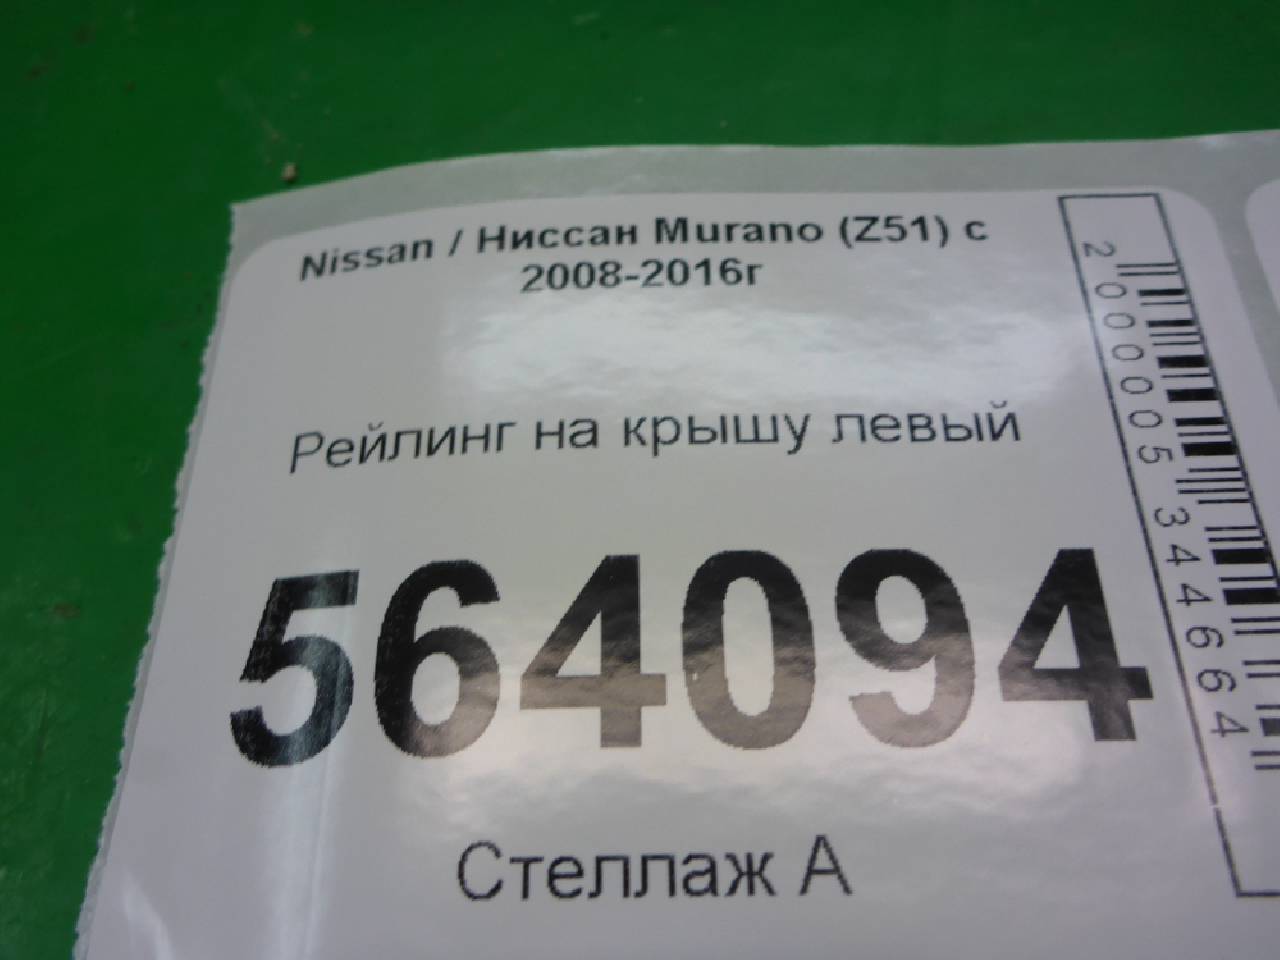 Nissan / Ниссан Murano (Z51) с
2008-2016г
Рейлинг на крышу левый
564094
Стеллаж А
2000005344664